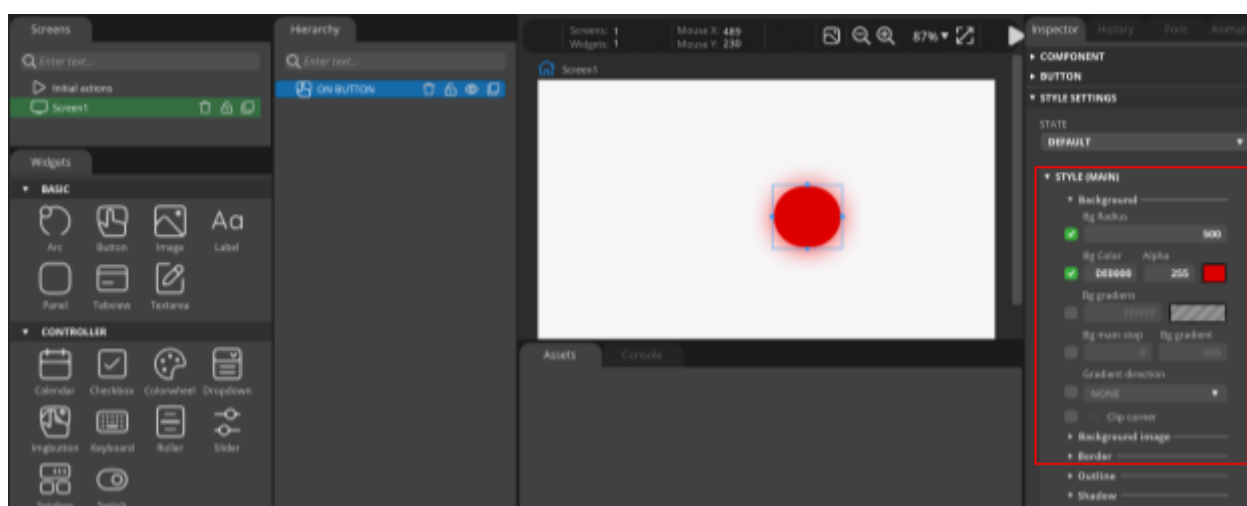 Screens
Enter text...
Initial actions
Screen1
Widgets
BASIC
Arc Button Image Label
Panel Tabview Textarea
CONTROLLER
Calendar Checkbox Colorwheel Dropdown
Imgbutton Keyboard Roller Slider
Hierarchy
Enter text...
ON BUTTON
Screens: 1
Widgets: 1
Mouse X: 489
Mouse Y: 230
87%
Screen1
Assets Console
Inspector History Font Animat
COMPONENT
BUTTON
STYLE SETTINGS
STATE
DEFAULT
STYLE (MAIN)
Background
Bg Radius
500
Bg Color Alpha
DE0000 255
Bg gradient
FFFFFF
Bg main stop Bg gradient
0 255
Gradient direction
NONE
Clip corner
Background image
Border
Outline
Shadow